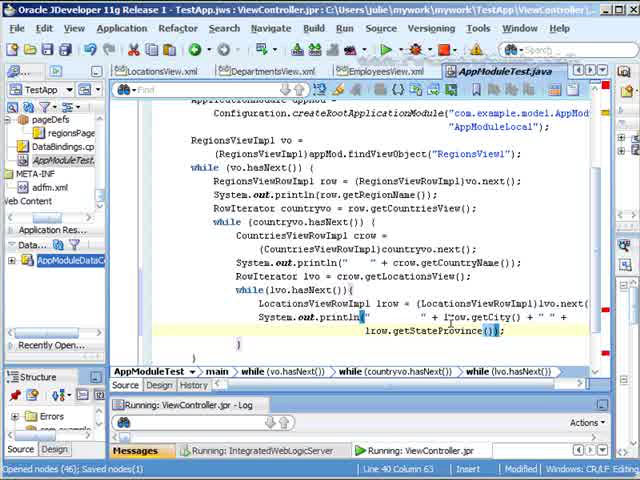 Oracle JDeveloper 11g Release 1 - TestApp.jws : ViewController.jpr : C:\Users\julie\mywork\mywork\TestApp\ViewController/
File Edit View Application Navigate Search Build Run Source Refactor Versioning Tools Window Help
LocationsView.xml DepartmentsView.xml EmployeesView.xml AppModuleTest.java
TestApp
Find
pageDefs
regionsPage
DataBindings.cp
AppModuleTest.
META-INF
adfm.xml
Web Content
Application Resou...
Data...
AppModuleDataCo
Recently Open...
ApplicationModule appMod =
Configuration.createRootApplicationModule("com.example.model.AppMod
"AppModuleLocal");
RegionsViewImpl vo =
(RegionsViewImpl)appMod.findViewObject("RegionsView1");
while (vo.hasNext()) {
RegionsViewRowImpl row = (RegionsViewRowImpl)vo.next();
System.out.println(row.getRegionName());
RowIterator countryvo = row.getCountriesView();
while (countryvo.hasNext()) {
CountriesViewRowImpl crow =
(CountriesViewRowImpl)countryvo.next();
System.out.println("    " + crow.getCountryName());
RowIterator lvo = crow.getLocationsView();
while(lvo.hasNext()){
LocationsViewRowImpl lrow = (LocationsViewRowImpl)lvo.next(
System.out.println("         " + lrow.getCity() + " " +
lrow.getStateProvince());
}
}
AppModuleTest main while (vo.hasNext()) while (countryvo.hasNext()) while (lvo.hasNext())
Source Design History
Structure
Errors
Source Design
Running: ViewController.jpr - Log
Actions
Messages Running: IntegratedWebLogicServer Running: ViewController.jpr
Opened nodes (46); Saved nodes(1) Line 40 Column 63 Insert Modified Windows: CR/LF Editing